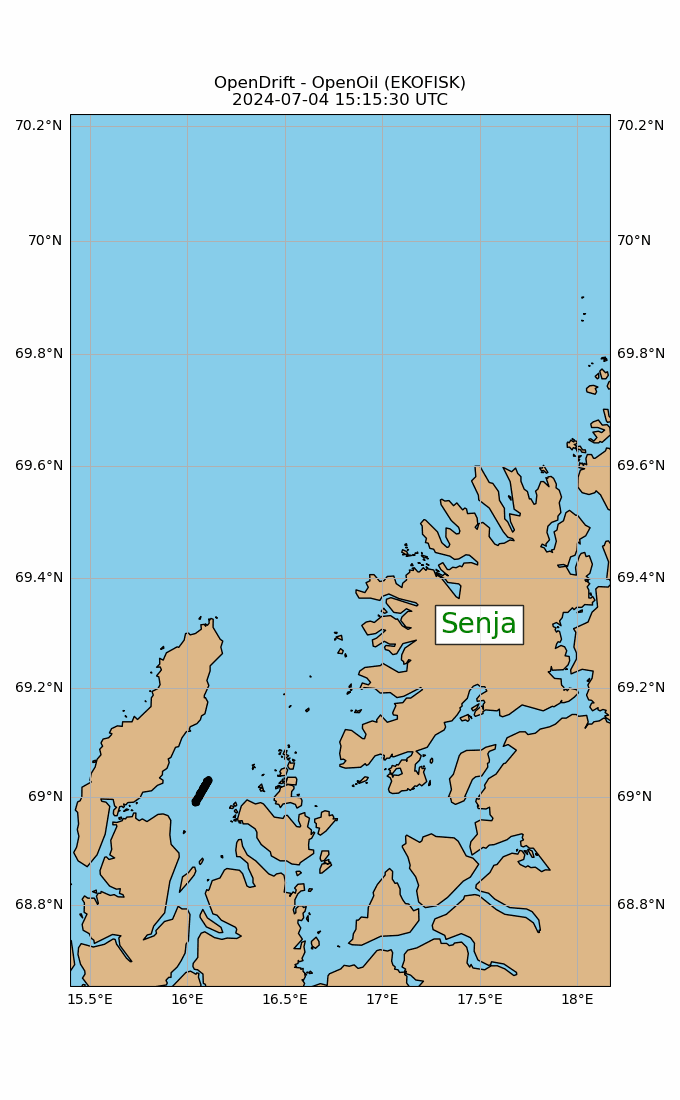 OpenDrift - OpenOil (EKOFISK)
2024-07-04 15:15:30 UTC
70.2°N 70.2°N
70°N 70°N
69.8°N 69.8°N
69.6°N 69.6°N
69.4°N 69.4°N
Senja
69.2°N 69.2°N
69°N 69°N
68.8°N 68.8°N
15.5°E 16°E 16.5°E 17°E 17.5°E 18°E